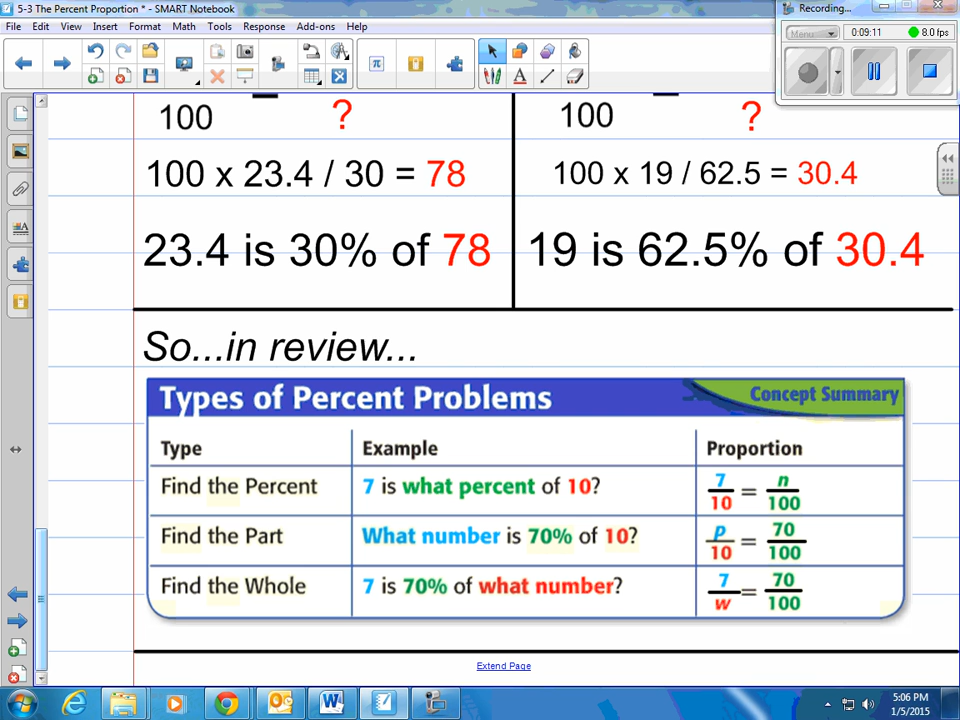 5-3 The Percent Proportion * - SMART Notebook
File Edit View Insert Format Math Tools Response Add-ons Help
Recording...
Menu 0:09:11 8.0 fps
100 ?
100 ?
100 x 23.4 / 30 = 78
100 x 19 / 62.5 = 30.4
23.4 is 30% of 78
19 is 62.5% of 30.4
So...in review...
Types of Percent Problems Concept Summary
Type Example Proportion
Find the Percent 7 is what percent of 10? 7/10 = n/100
Find the Part What number is 70% of 10? p/10 = 70/100
Find the Whole 7 is 70% of what number? 7/w = 70/100
Extend Page
5:06 PM
1/5/2015